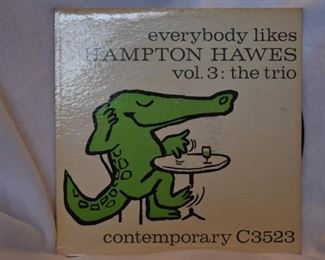 everybody likes
HAMPTON HAWES
vol. 3: the trio
contemporary C3523